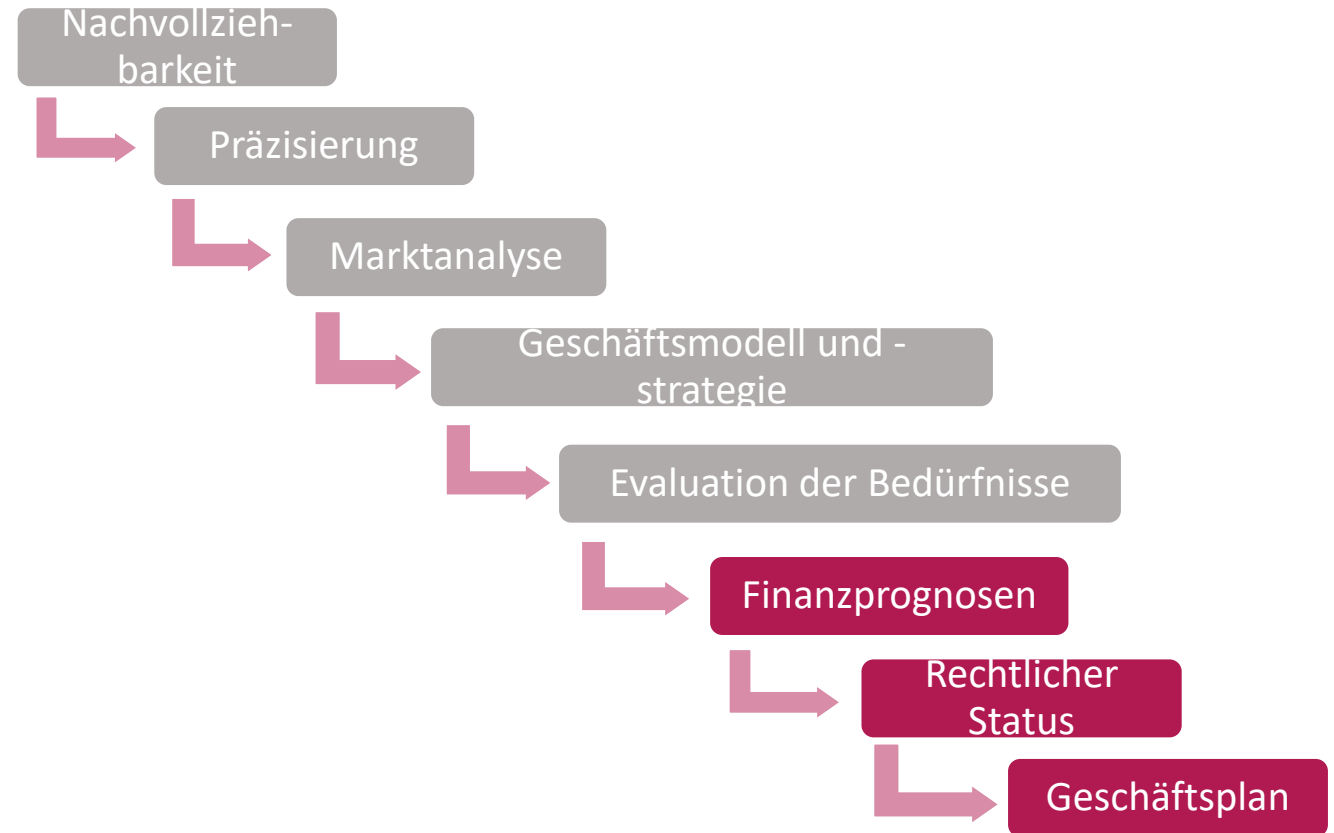 Nachvollzieh-
barkeit
Präzisierung
Marktanalyse
Geschäftsmodell und -
strategie
Evaluation der Bedürfnisse
Finanzprognosen
Rechtlicher
Status
Geschäftsplan